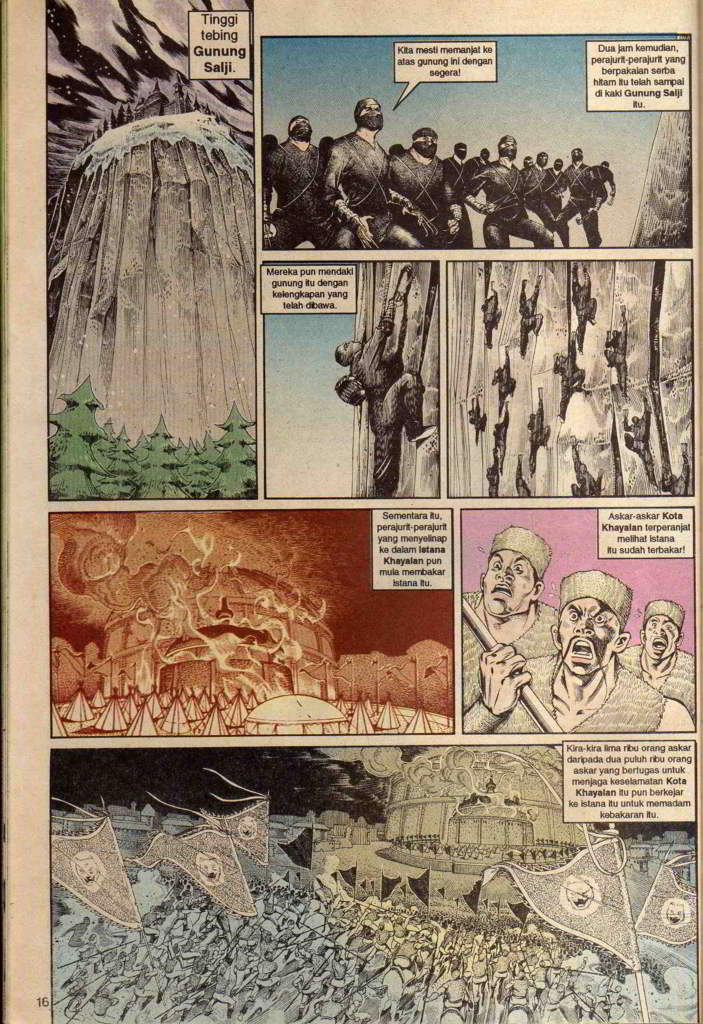 Tinggi
tebing
Gunung
Salji.
Kita mesti memanjat ke
atas gunung ini dengan
segera!
Dua jam kemudian,
perajurit-perajurit yang
berpakaian serba
hitam itu telah sampai
di kaki Gunung Salji
itu.
Mereka pun mendaki
gunung itu dengan
kelengkapan yang
telah dibawa.
Sementara itu,
perajurit-perajurit
yang menyelinap
ke dalam Istana
Khayalan pun
mula membakar
istana itu.
Askar-askar Kota
Khayalan terperanjat
melihat istana
itu sudah terbakar!
Kira-kira lima ribu orang askar
daripada dua puluh ribu orang
askar yang bertugas untuk
menjaga keselamatan Kota
Khayalan itu pun berkejar
ke istana itu untuk memadam
kebakaran itu.
16